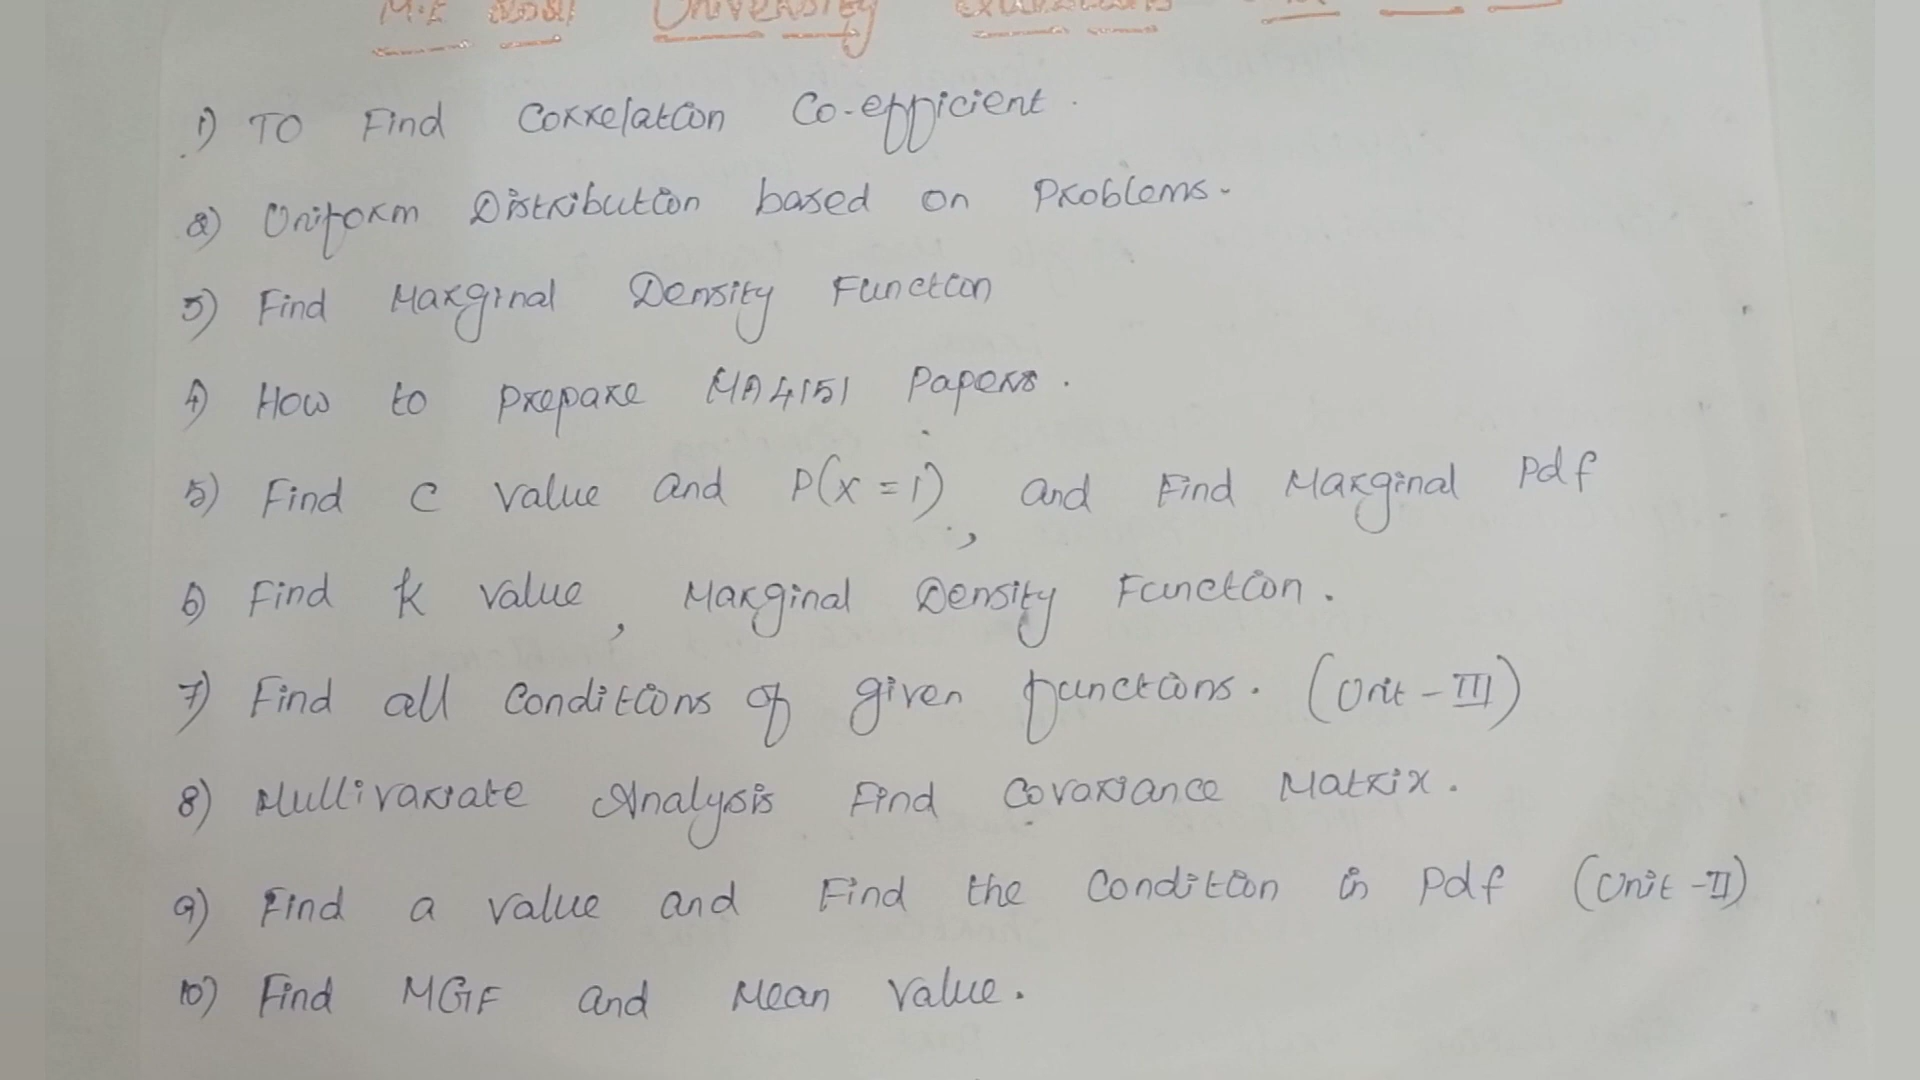 M.E University Questions
1) To Find Correlation Co-efficient.
2) Uniform Distribution based on Problems.
3) Find Marginal Density Function
4) How to prepare MA4151 Papers.
5) Find c value and P(x=1), and Find Marginal Pdf
6) Find k value, Marginal Density Function.
7) Find all Conditions of given functions. (Unit-III)
8) Multivariate Analysis Find Covariance Matrix.
9) Find a value and Find the Condition in Pdf (Unit-II)
10) Find MGF and Mean Value.